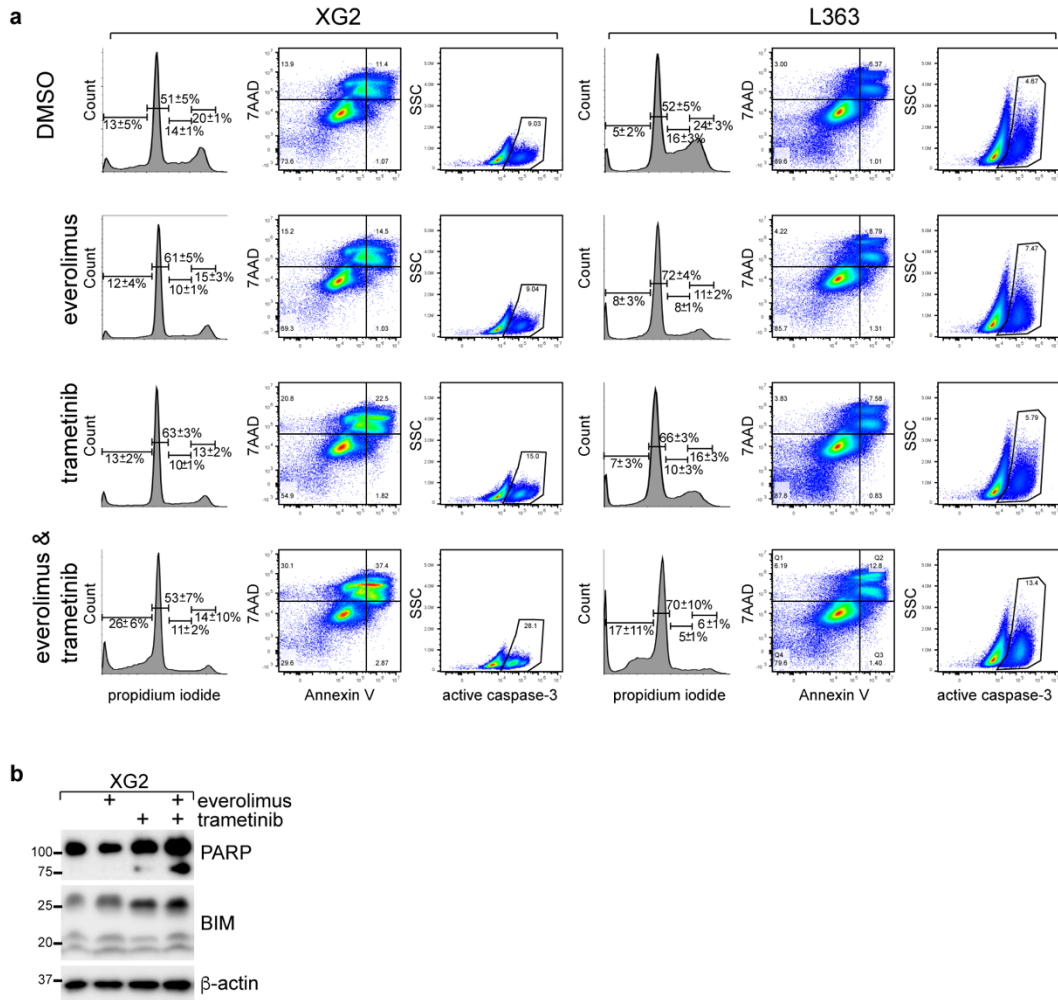 a
XG2
L363
DMSO
Count
51±5%
13±5%
14±1%
20±1%
7AAD
13.9
11.4
73.6
1.07
SSC
9.03
Count
52±5%
5±2%
16±3%
24±3%
7AAD
3.00
6.37
89.6
1.01
SSC
4.67
everolimus
Count
61±5%
12±4%
10±1%
15±3%
7AAD
15.2
14.5
69.3
1.03
SSC
9.04
Count
72±4%
8±3%
8±1%
11±2%
7AAD
4.22
8.79
85.7
1.31
SSC
7.47
trametinib
Count
63±3%
13±2%
10±1%
13±2%
7AAD
20.8
22.5
54.9
1.82
SSC
15.0
Count
66±3%
7±3%
10±3%
16±3%
7AAD
3.83
7.58
87.8
0.83
SSC
5.79
everolimus &
trametinib
Count
53±7%
26±6%
11±2%
14±10%
7AAD
30.1
37.4
29.6
2.87
SSC
28.1
Count
70±10%
17±11%
5±1%
6±1%
7AAD
Q1
6.19
Q2
12.8
Q4
79.6
Q3
1.40
SSC
13.4
propidium iodide
Annexin V
active caspase-3
propidium iodide
Annexin V
active caspase-3
b
XG2
+ + everolimus
+ + trametinib
100
75
PARP
25
20
BIM
37
β-actin